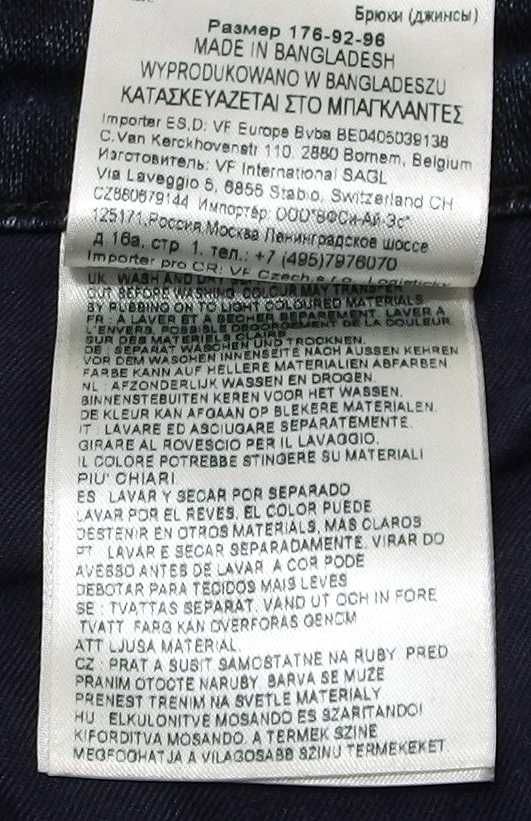 Брюки (джинсы)
Размер 176-92-96
MADE IN BANGLADESH
WYPRODUKOWANO W BANGLADESZU
ΚΑΤΑΣΚΕΥΑΖΕΤΑΙ ΣΤΟ ΜΠΑΓΚΛΑΝΤΕΣ
Importer ES,D: VF Europe Bvba BE0405039138
C.Van Kerckhovenstr 110. 2880 Bornem, Belgium
Изготовитель: VF International SAGL
Via Laveggio 5, 6855 Stabio, Switzerland CH
CZ660679144 Импортёр: ООО"ВФСи-Ай-Эс"
125171,Россия,Москва Ленинградское шоссе
д 16а, стр 1. тел.: +7 (495)7976070
Importer pro CR: VF Czech s.r.o., Logisticky
UK: WASH AND DRY
OUT BEFORE WASHING. COLOUR MAY TRANSFER
BY RUBBING ON TO LIGHT COLOURED MATERIALS
FR : A LAVER ET A SECHER SEPAREMENT. LAVER A
L'ENVERS. POSSIBLE DEGORGEMENT DE LA COULEUR
SUR DES MATERIELS CLAIRS
DE : SEPARAT WASCHEN UND TROCKNEN.
VOR DEM WASCHEN INNENSEITE NACH AUSSEN KEHREN
FARBE KANN AUF HELLERE MATERIALIEN ABFARBEN
NL : AFZONDERLIJK WASSEN EN DROGEN.
BINNENSTEBUITEN KEREN VOOR HET WASSEN.
DE KLEUR KAN AFGAAN OP BLEKERE MATERIALEN.
IT : LAVARE ED ASCIUGARE SEPARATEMENTE.
GIRARE AL ROVESCIO PER IL LAVAGGIO.
IL COLORE POTREBBE STINGERE SU MATERIALI
PIU' CHIARI
ES LAVAR Y SECAR POR SEPARADO
LAVAR POR EL REVES. EL COLOR PUEDE
DESTENIR EN OTROS MATERIALS, MAS CLAROS
PT LAVAR E SECAR SEPARADAMENTE. VIRAR DO
AVESSO ANTES DE LAVAR A COR PODE
DEBOTAR PARA TECIDOS MAIS LEVES
SE : TVATTAS SEPARAT. VAND UT OCH IN FORE
TVATT FARG KAN OVERFORAS GENOM
ATT LJUSA MATERIAL.
CZ : PRAT A SUSIT SAMOSTATNE NA RUBY. PRED
PRANIM OTOCTE NARUBY. BARVA SE MUZE
PRENEST TRENIM NA SVETLE MATERIALY
HU ELKULONITVE MOSANDO ES SZARITANDO!
KIFORDITVA MOSANDO. A TERMEK SZINE
MEGFOGHATJA A VILAGOSABB SZINU TERMEKEKET.